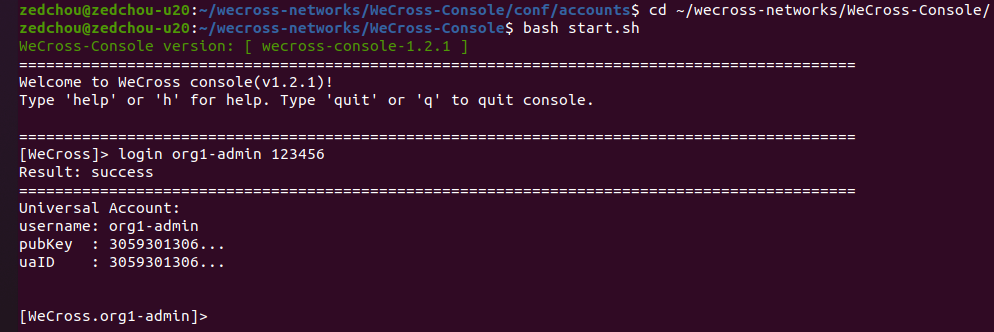 zedchou@zedchou-u20:~/wecross-networks/WeCross-Console/conf/accounts$ cd ~/wecross-networks/WeCross-Console/
zedchou@zedchou-u20:~/wecross-networks/WeCross-Console$ bash start.sh
WeCross-Console version: [ wecross-console-1.2.1 ]
=============================================================================================
Welcome to WeCross console(v1.2.1)!
Type 'help' or 'h' for help. Type 'quit' or 'q' to quit console.
=============================================================================================
[WeCross]> login org1-admin 123456
Result: success
=============================================================================================
Universal Account:
username: org1-admin
pubKey  : 3059301306...
uaID    : 3059301306...
[WeCross.org1-admin]>